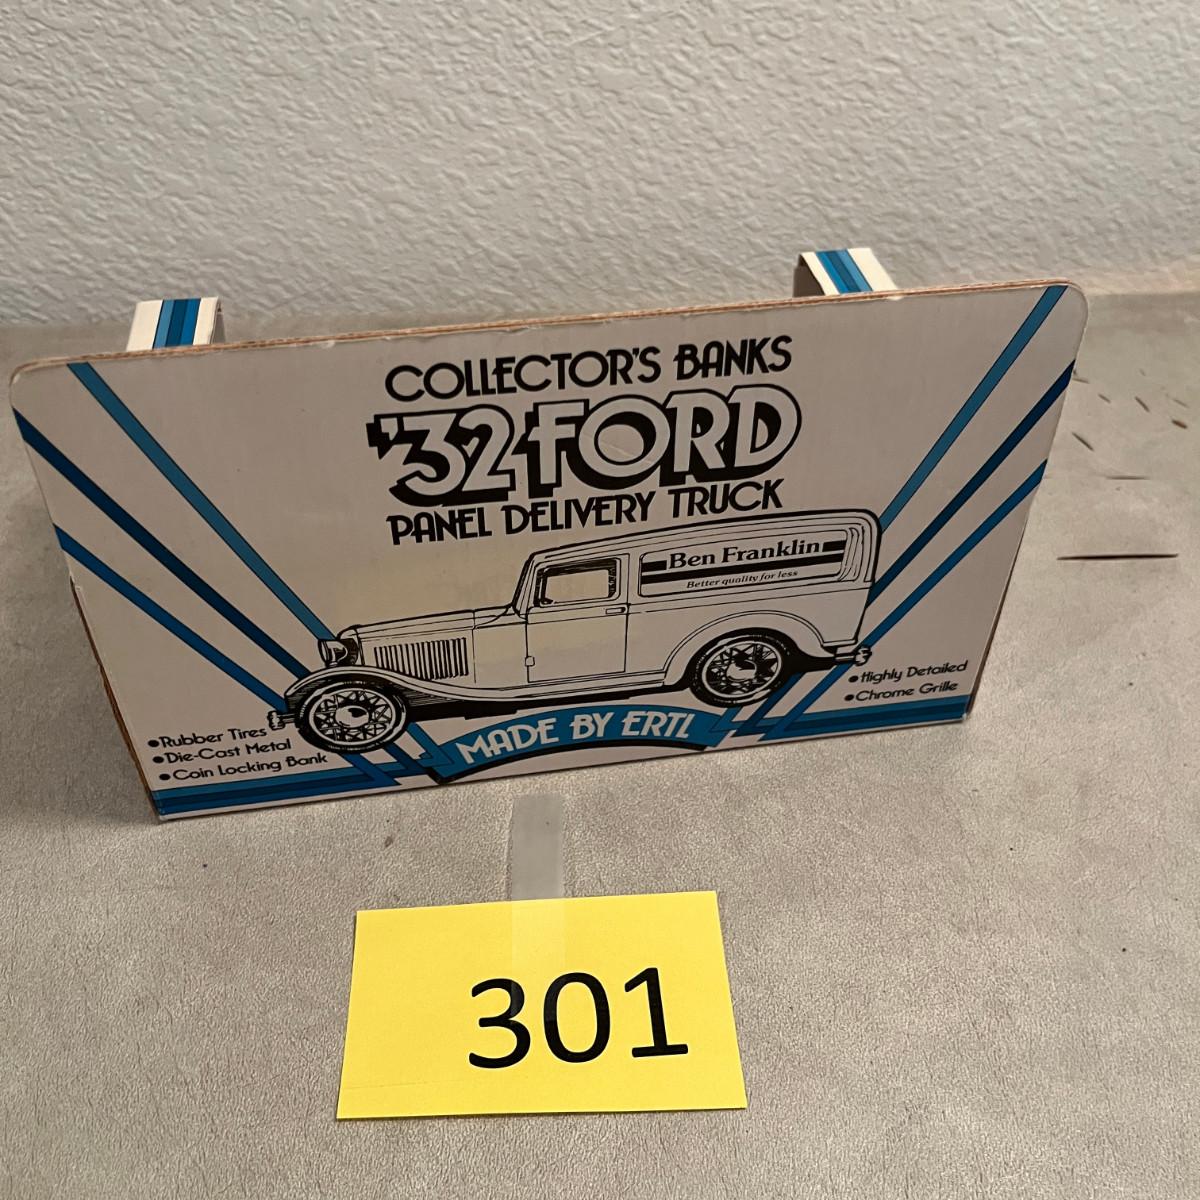 COLLECTOR'S BANKS
'32 FORD
PANEL DELIVERY TRUCK
Ben Franklin
Better quality for less
•Highly Detailed
•Chrome Grille
•Rubber Tires
•Die-Cast Metal
•Coin Locking Bank
MADE BY ERTL
301